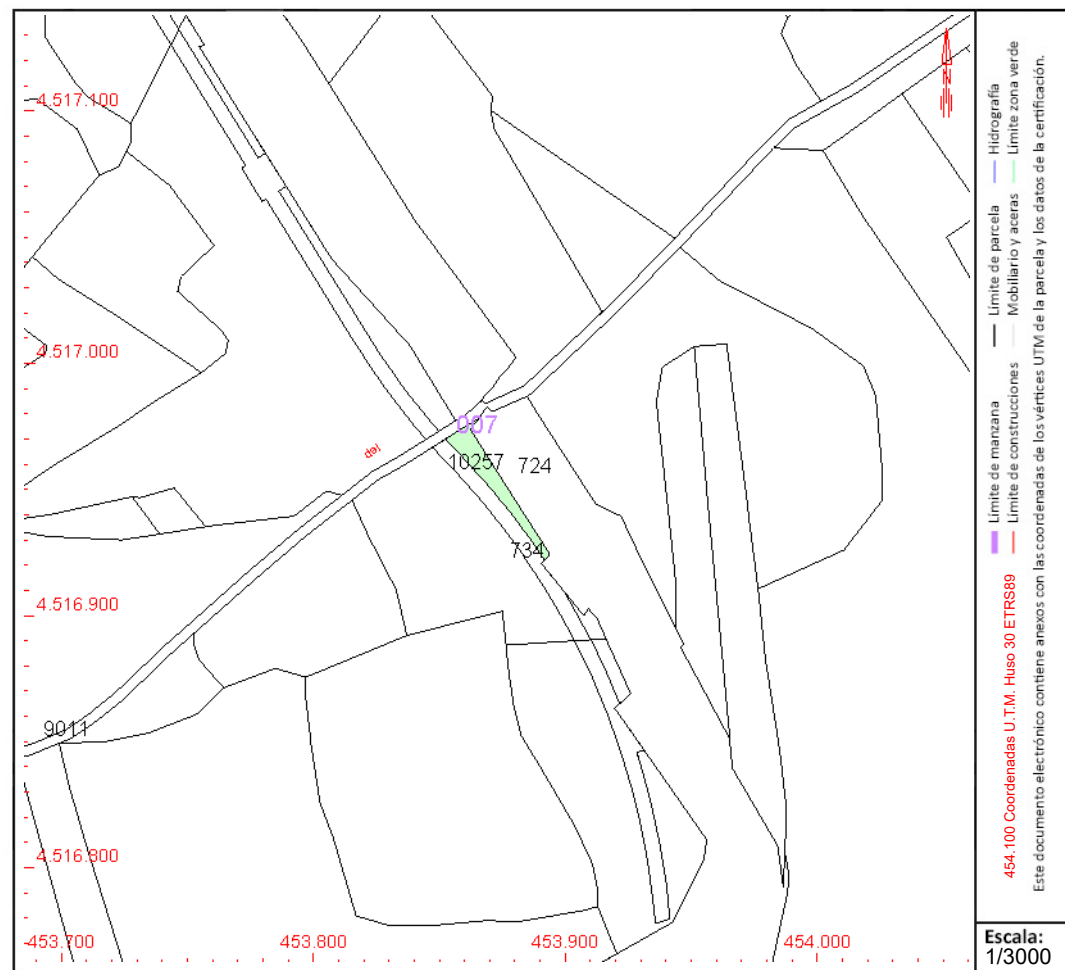 4.517.100
4.517.000
4.516.900
4.516.800
453.700
453.800
453.900
454.000
N
007
10257
724
734
9011
Límite de manzana
Límite de parcela
Hidrografía
Límite de construcciones
Mobiliario y aceras
Límite zona verde
454.100 Coordenadas U.T.M. Huso 30 ETRS89
Este documento electrónico contiene anexos con las coordenadas de los vértices UTM de la parcela y los datos de la certificación.
Escala:
1/3000